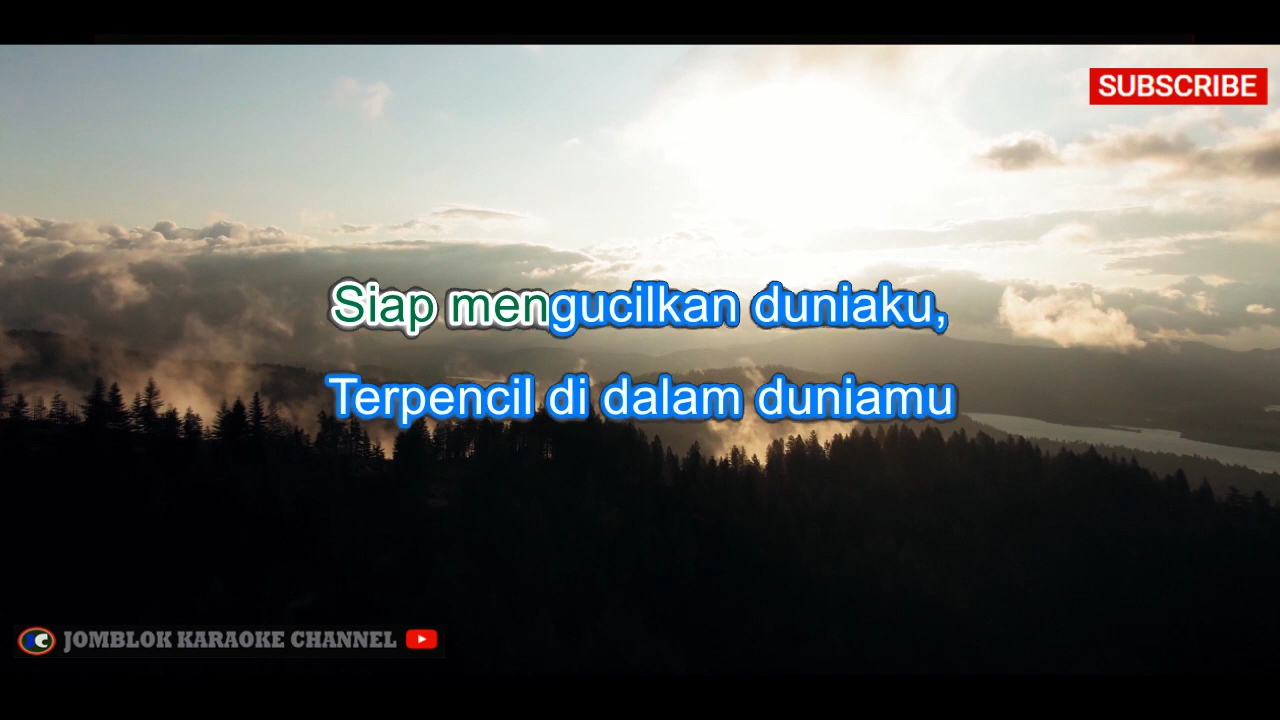 SUBSCRIBE
Siap mengucilkan duniaku,
Terpencil di dalam duniamu
JOMBLOK KARAOKE CHANNEL